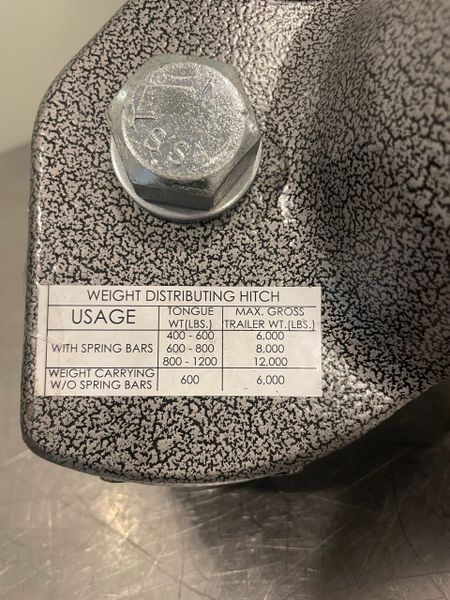 WEIGHT DISTRIBUTING HITCH
USAGE TONGUE WT(LBS.) MAX. GROSS TRAILER WT.(LBS.)
WITH SPRING BARS 400 - 600 6,000
600 - 800 8,000
800 - 1200 12,000
WEIGHT CARRYING W/O SPRING BARS 600 6,000